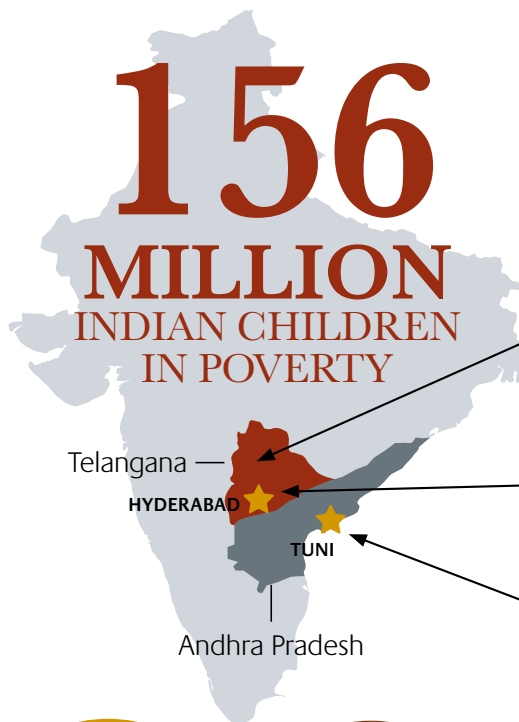 156
MILLION
INDIAN CHILDREN
IN POVERTY
Telangana
HYDERABAD
TUNI
Andhra Pradesh